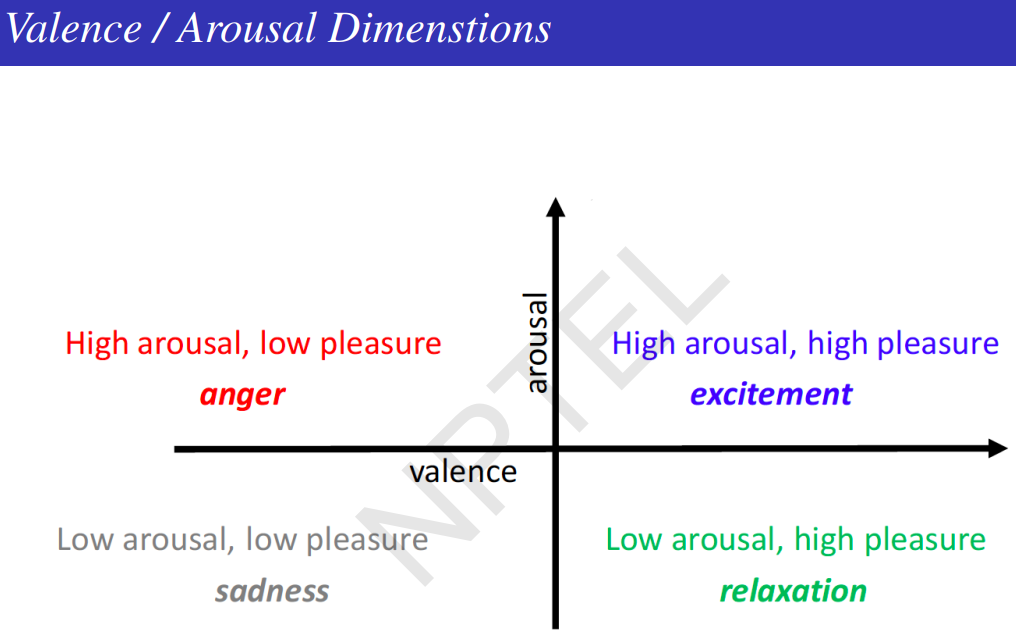 Valence / Arousal Dimenstions
arousal
High arousal, low pleasure
anger
High arousal, high pleasure
excitement
valence
Low arousal, low pleasure
sadness
Low arousal, high pleasure
relaxation
NPTEL